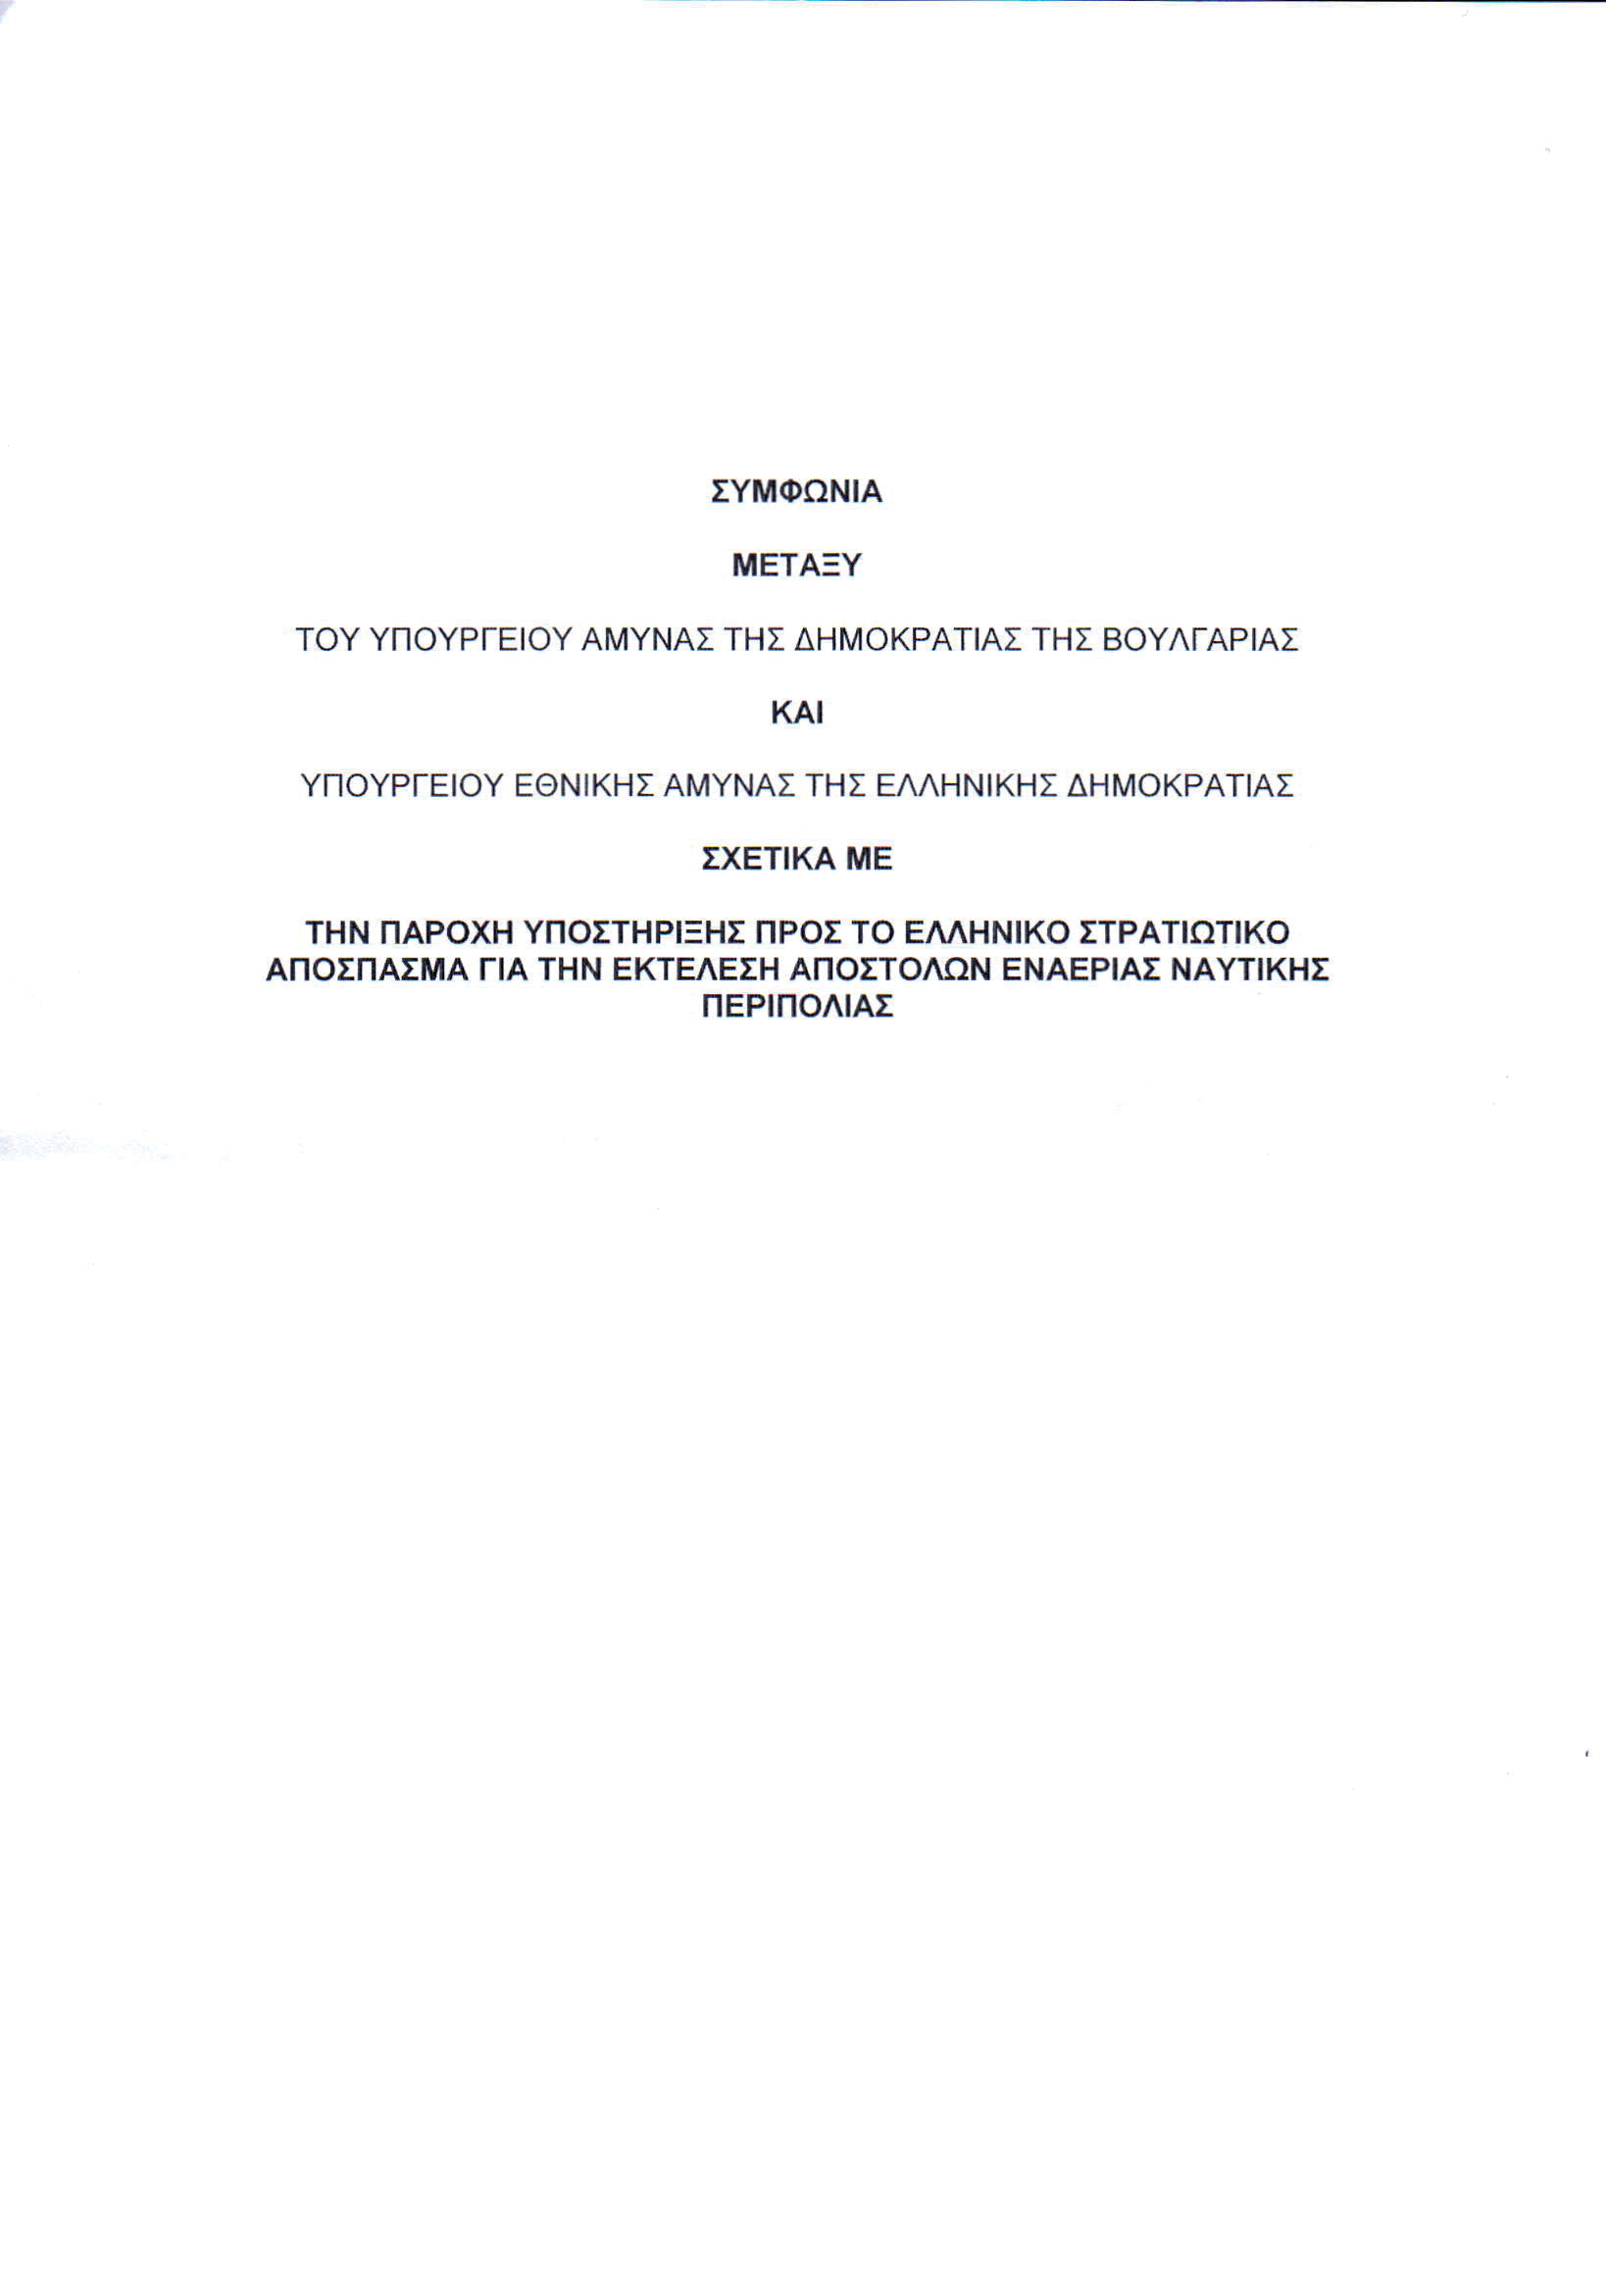 ΣΥΜΦΩΝΙΑ
ΜΕΤΑΞΥ
ΤΟΥ ΥΠΟΥΡΓΕΙΟΥ ΑΜΥΝΑΣ ΤΗΣ ΔΗΜΟΚΡΑΤΙΑΣ ΤΗΣ ΒΟΥΛΓΑΡΙΑΣ
ΚΑΙ
ΥΠΟΥΡΓΕΙΟΥ ΕΘΝΙΚΗΣ ΑΜΥΝΑΣ ΤΗΣ ΕΛΛΗΝΙΚΗΣ ΔΗΜΟΚΡΑΤΙΑΣ
ΣΧΕΤΙΚΑ ΜΕ
ΤΗΝ ΠΑΡΟΧΗ ΥΠΟΣΤΗΡΙΞΗΣ ΠΡΟΣ ΤΟ ΕΛΛΗΝΙΚΟ ΣΤΡΑΤΙΩΤΙΚΟ
ΑΠΟΣΠΑΣΜΑ ΓΙΑ ΤΗΝ ΕΚΤΕΛΕΣΗ ΑΠΟΣΤΟΛΩΝ ΕΝΑΕΡΙΑΣ ΝΑΥΤΙΚΗΣ
ΠΕΡΙΠΟΛΙΑΣ